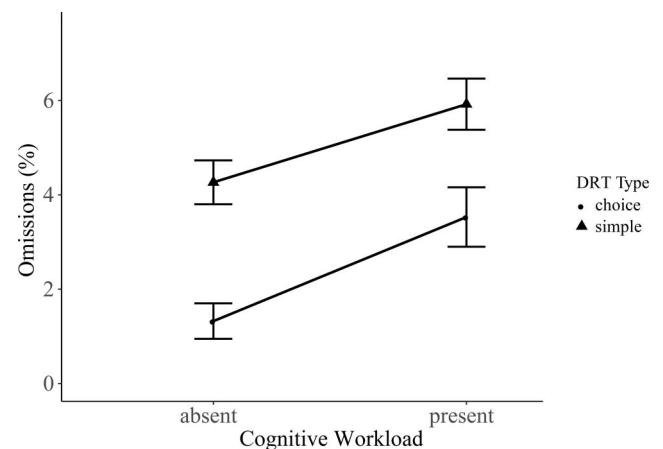 Omissions (%)
6
4
2
0
absent present
Cognitive Workload
DRT Type
choice
simple